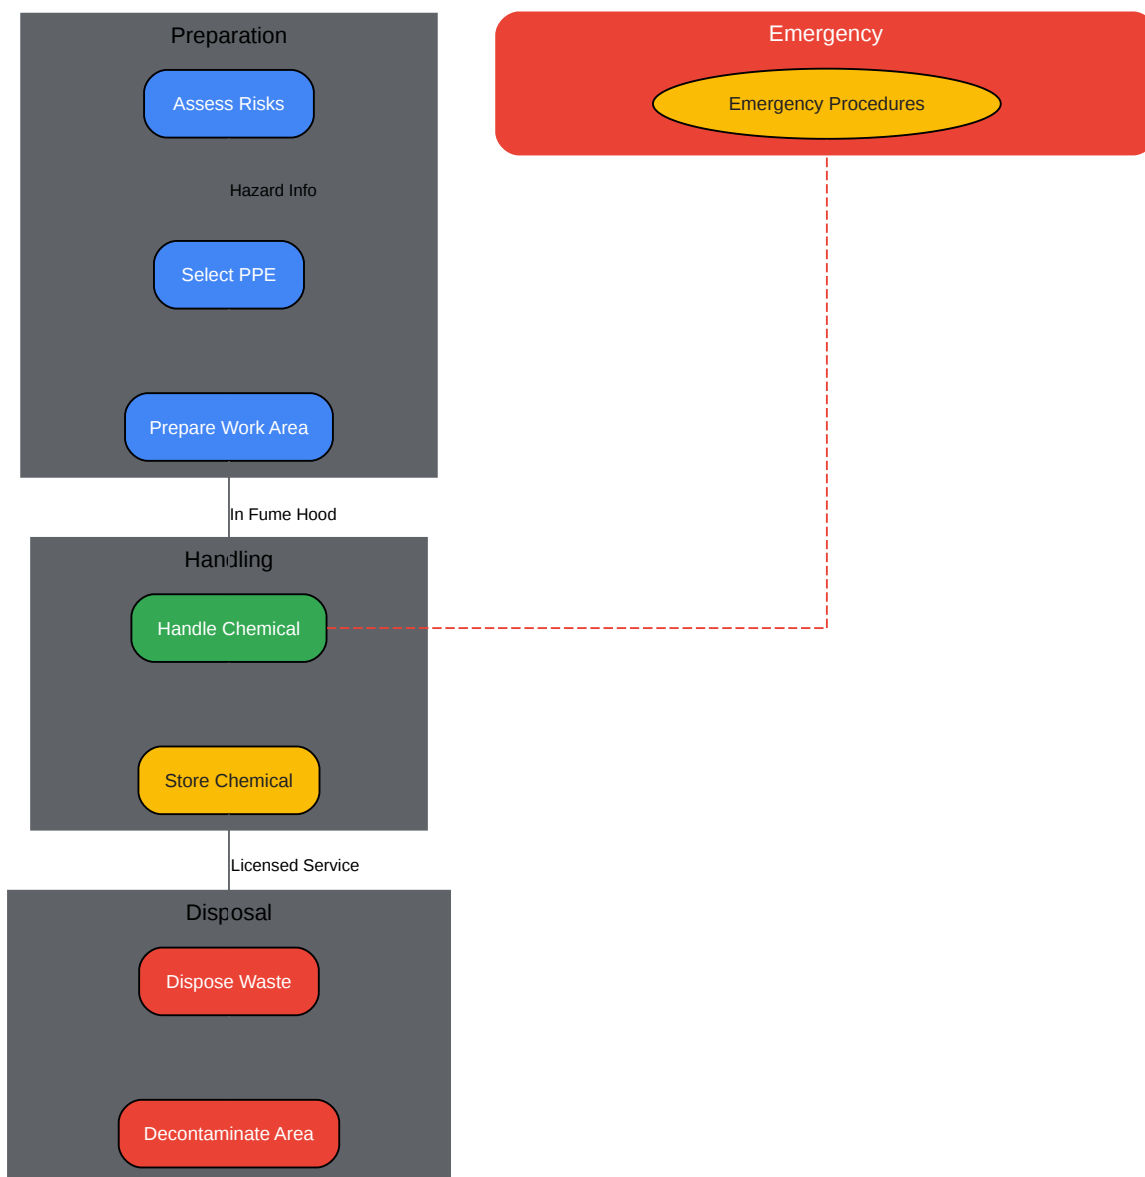 Preparation
Assess Risks
Hazard Info
Select PPE
Prepare Work Area
In Fume Hood
Handling
Handle Chemical
Store Chemical
Licensed Service
Disposal
Dispose Waste
Decontaminate Area
Emergency
Emergency Procedures